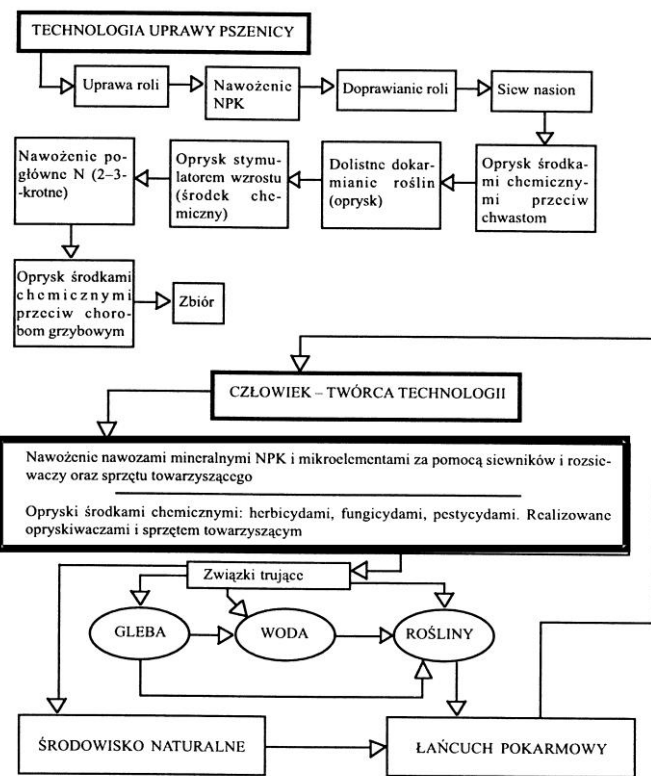 TECHNOLOGIA UPRAWY PSZENICY
Uprawa roli
Nawożenie
NPK
Doprawianie roli
Siew nasion
Oprysk środka-
mi chemiczny-
mi przeciw
chwastom
Dolistne dokar-
mianie roślin
(oprysk)
Oprysk stymu-
latorem wzrostu
(środek che-
miczny)
Nawożenie po-
główne N (2–3-
-krotne)
Oprysk środkami
chemicznymi
przeciw choro-
bom grzybowym
Zbiór
CZŁOWIEK – TWÓRCA TECHNOLOGII
Nawożenie nawozami mineralnymi NPK i mikroelementami za pomocą siewników i rozsie-
waczy oraz sprzętu towarzyszącego
Opryski środkami chemicznymi: herbicydami, fungicydami, pestycydami. Realizowane
opryskiwaczami i sprzętem towarzyszącym
Związki trujące
GLEBA
WODA
ROŚLINY
ŚRODOWISKO NATURALNE
ŁAŃCUCH POKARMOWY